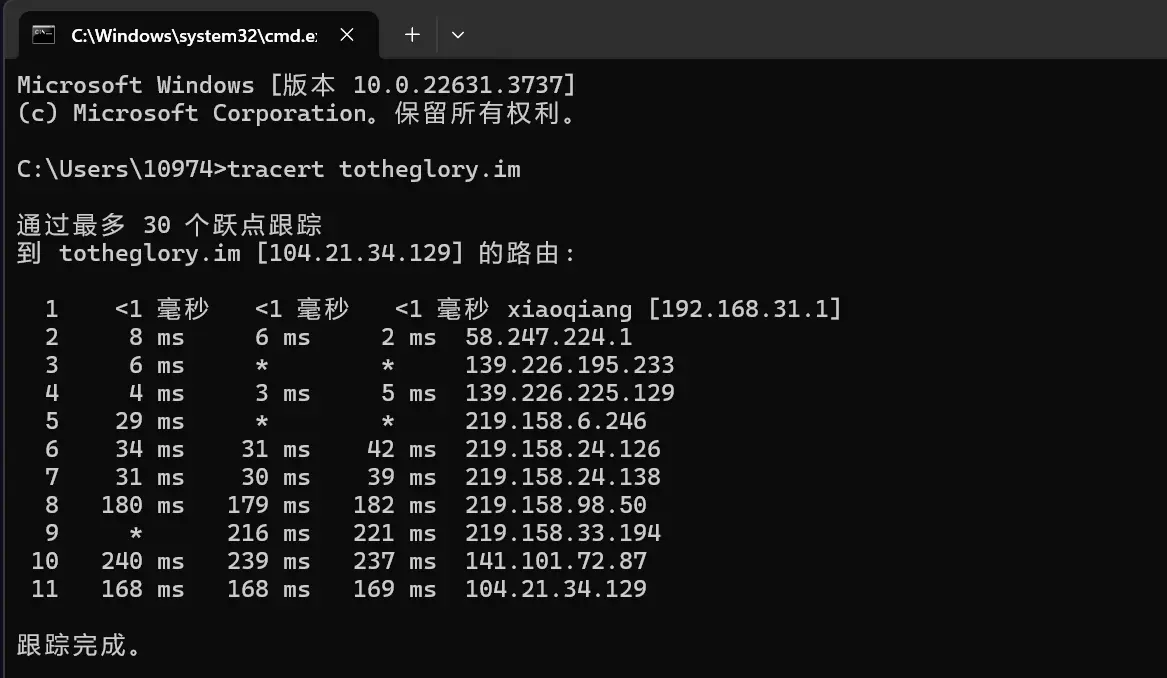 C:\Windows\system32\cmd.e
Microsoft Windows [版本 10.0.22631.3737]
(c) Microsoft Corporation。保留所有权利。
C:\Users\10974>tracert totheglory.im
通过最多 30 个跃点跟踪
到 totheglory.im [104.21.34.129] 的路由:
1 <1 毫秒 <1 毫秒 <1 毫秒 xiaoqiang [192.168.31.1]
2 8 ms 6 ms 2 ms 58.247.224.1
3 6 ms * * 139.226.195.233
4 4 ms 3 ms 5 ms 139.226.225.129
5 29 ms * * 219.158.6.246
6 34 ms 31 ms 42 ms 219.158.24.126
7 31 ms 30 ms 39 ms 219.158.24.138
8 180 ms 179 ms 182 ms 219.158.98.50
9 * 216 ms 221 ms 219.158.33.194
10 240 ms 239 ms 237 ms 141.101.72.87
11 168 ms 168 ms 169 ms 104.21.34.129
跟踪完成。